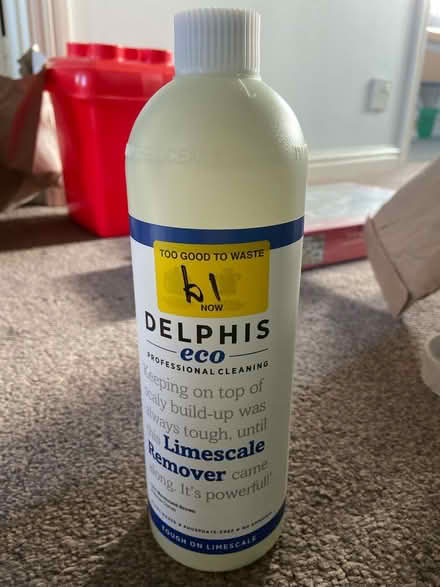 TOO GOOD TO WASTE
NOW
DELPHIS
eco
PROFESSIONAL CLEANING
Keeping on top of
scaly build-up was
always tough, until
this Limescale
Remover came
along. It's powerful!
TOUGH ON LIMESCALE